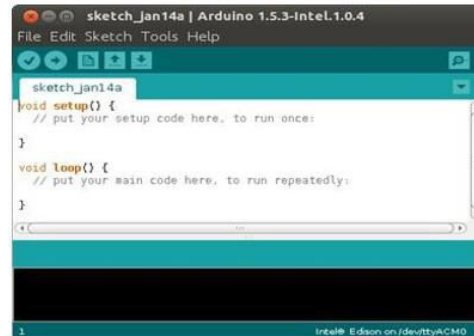 sketch_jan14a | Arduino 1.5.3-Intel.1.0.4
File Edit Sketch Tools Help
sketch_jan14a
void setup() {
// put your setup code here, to run once:
}
void loop() {
// put your main code here, to run repeatedly:
}
1 Intel® Edison on /dev/ttyACM0